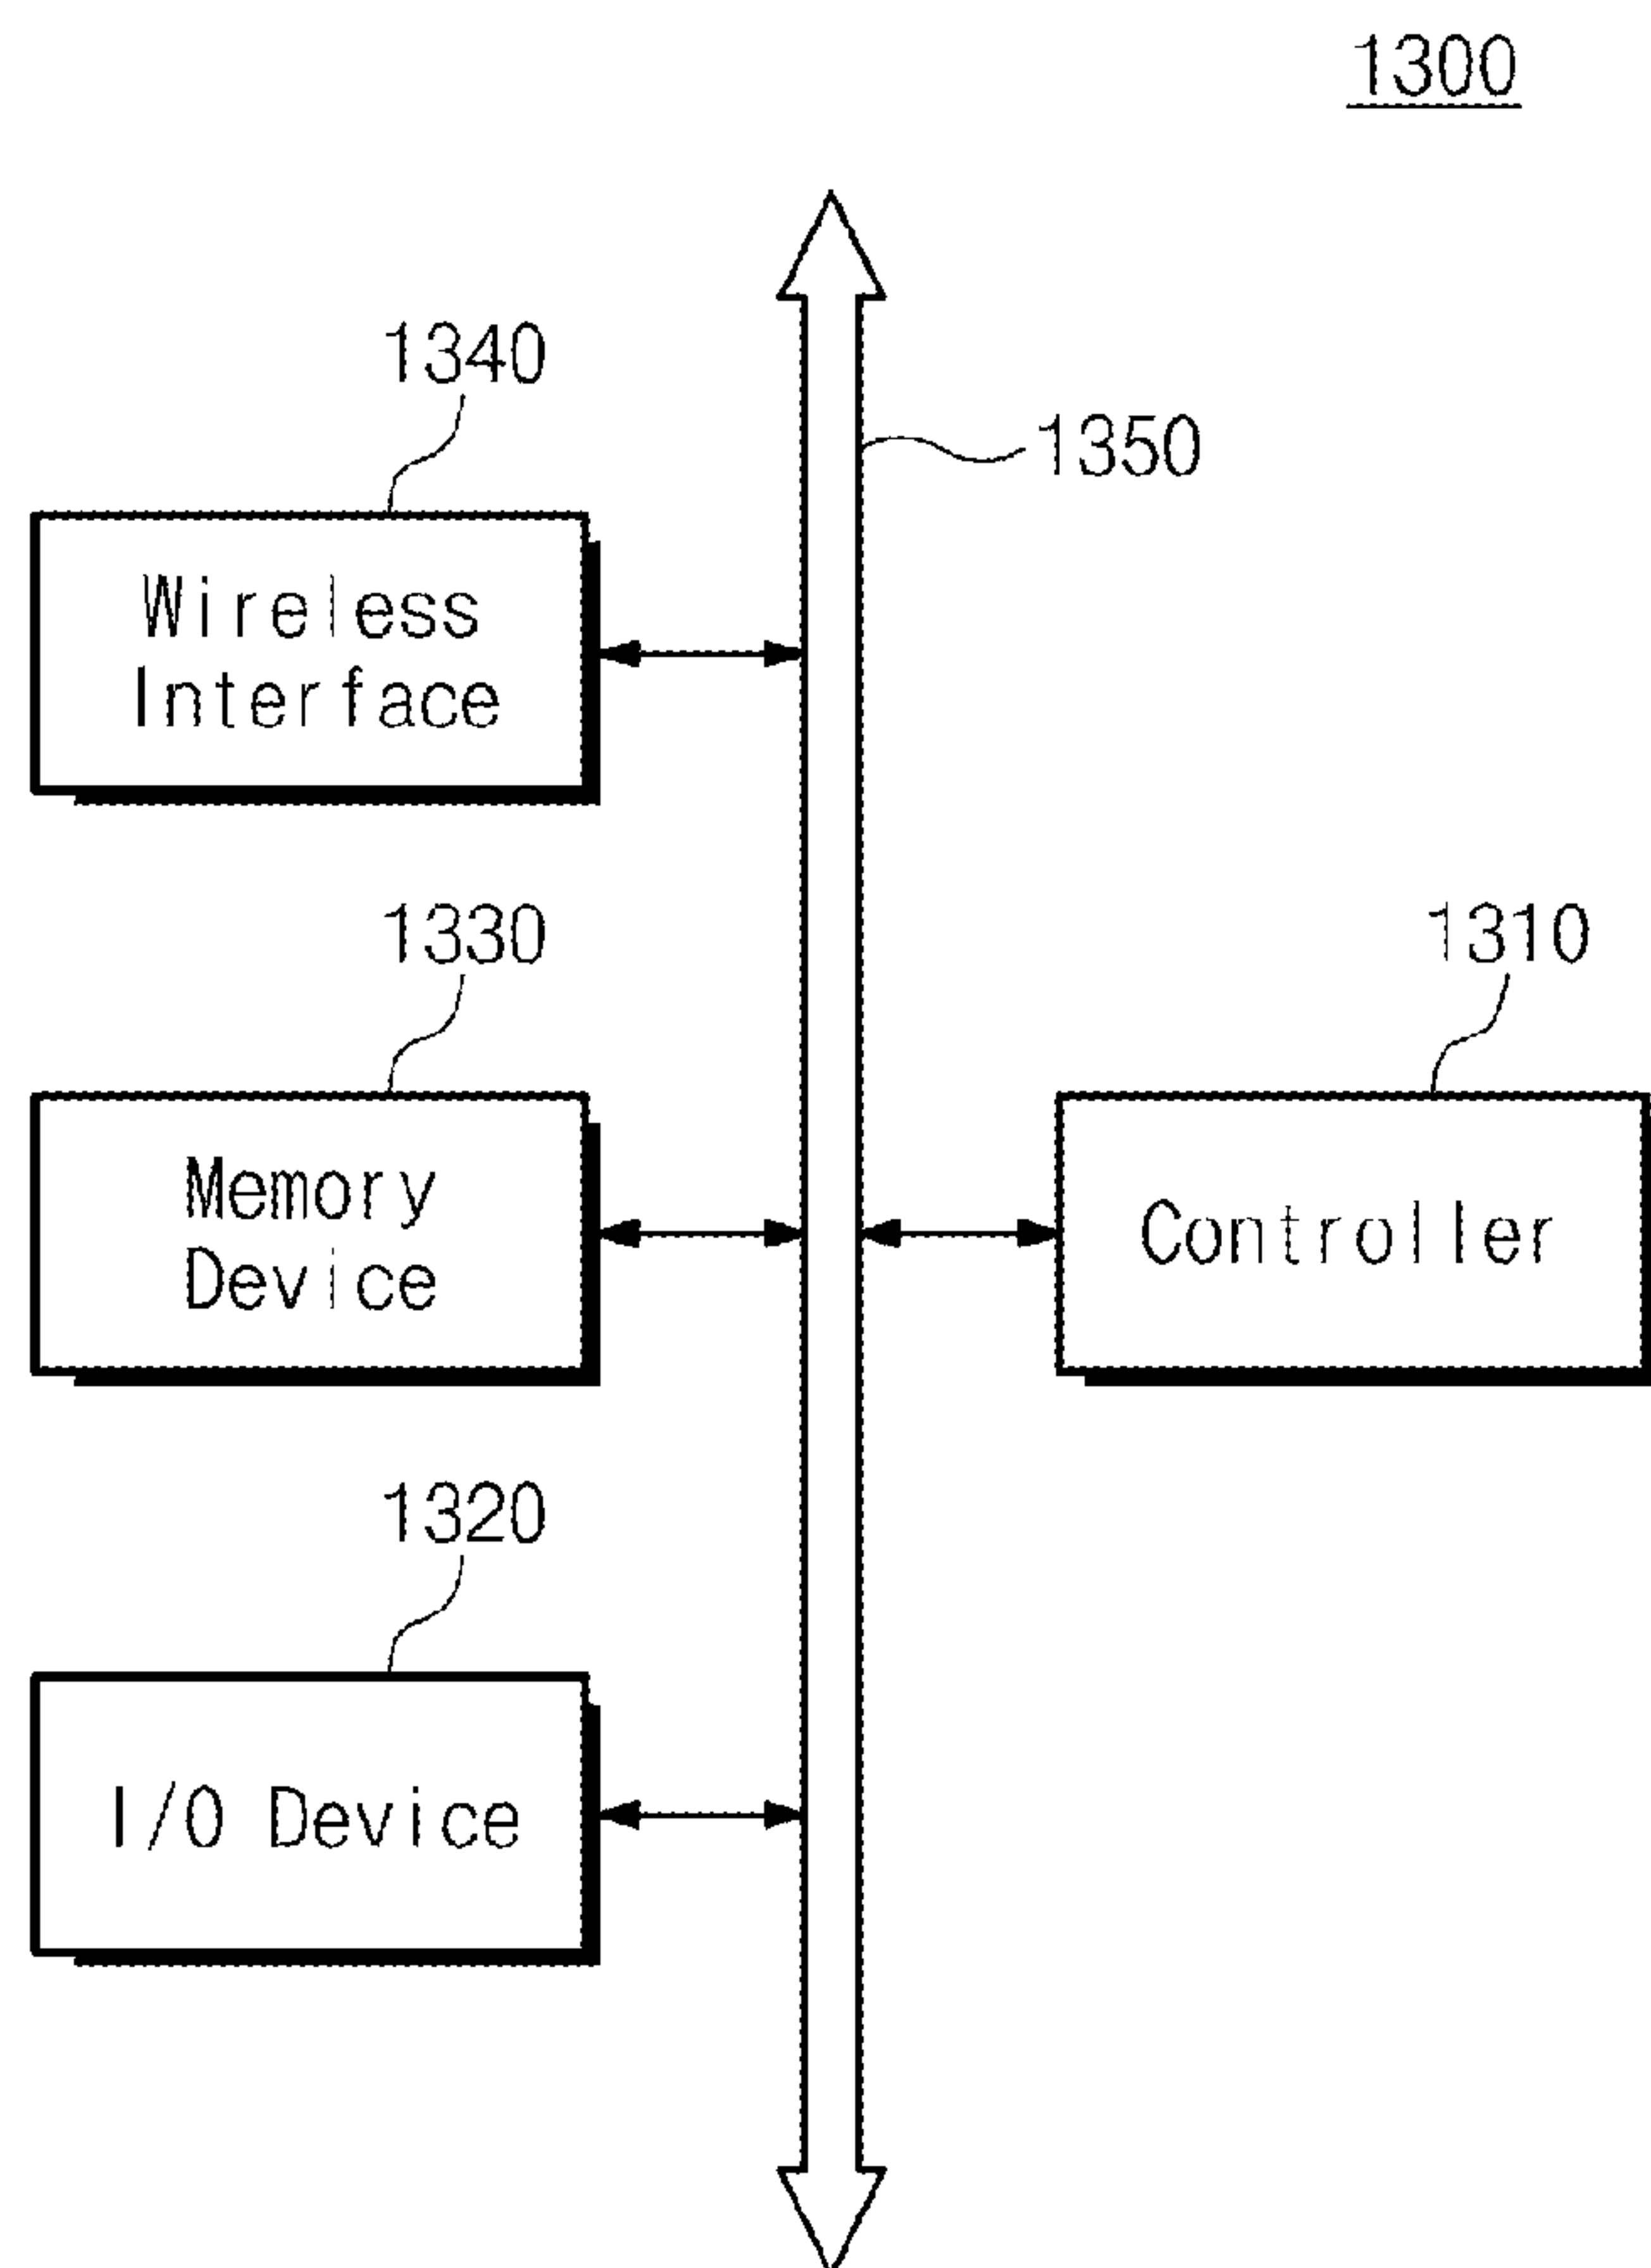 1300
1340
1350
Wireless
Interface
1330
1310
Memory
Device
Controller
1320
I/O Device